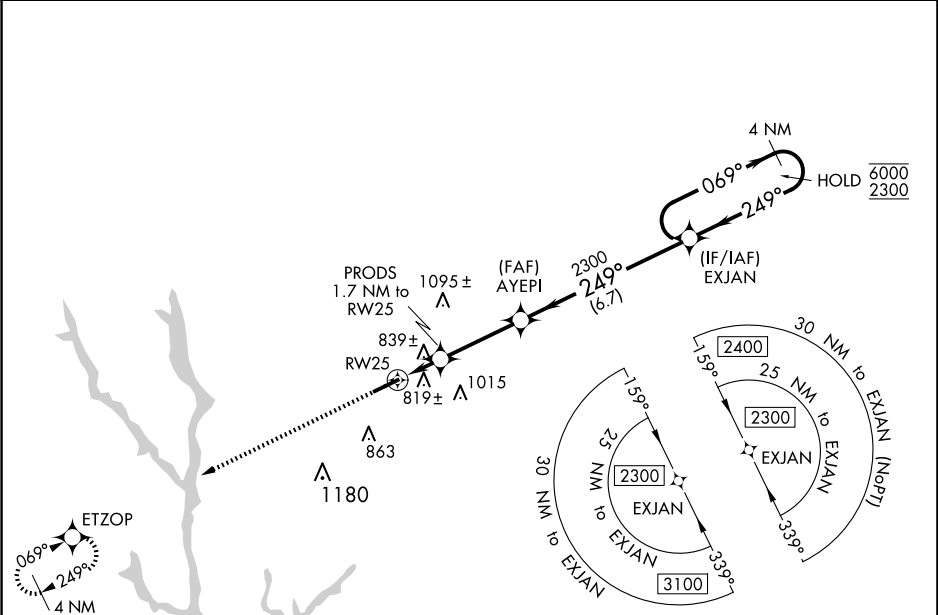 4 NM
069°
HOLD 6000
2300
249°
(IF/IAF)
EXJAN
(FAF)
AYEPI
2300
249°
(6.7)
PRODS
1.7 NM to
RW25
1095±
839±
RW25
819±
1015
863
1180
ETZOP
069°
249°
4 NM
159°
25 NM to EXJAN
2300
EXJAN
30 NM to EXJAN
339°
3100
30 NM to EXJAN (NoPT)
2400
159°
25 NM to EXJAN
2300
EXJAN
339°